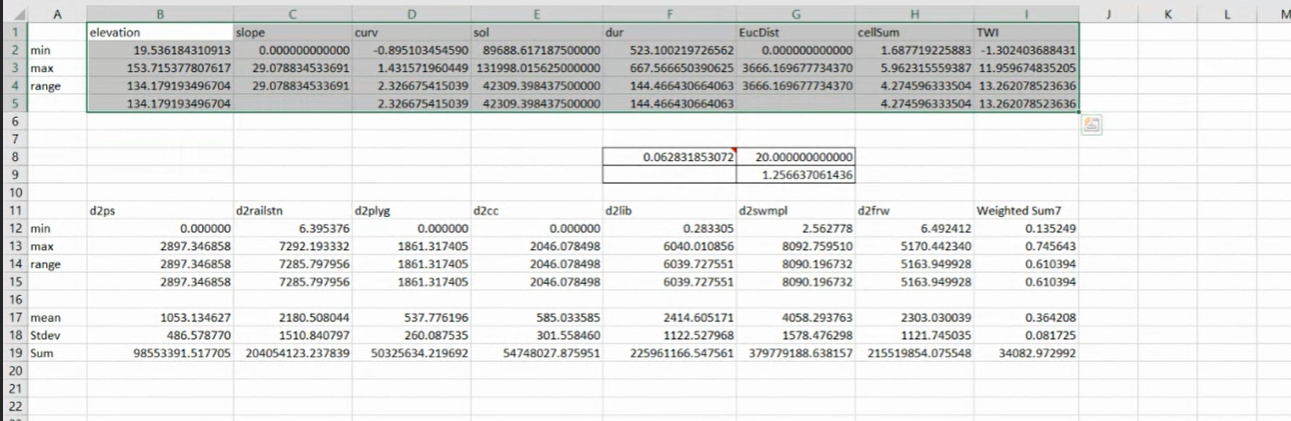 A B C D E F G H I J K L M
1 elevation slope curv sol dur EucDist cellSum TWI
2 min 19.536184310913 0.000000000000 -0.895103454590 89688.617187500000 523.100219726562 0.000000000000 1.687719225883 -1.302403688431
3 max 153.715377807617 29.078834533691 1.431571960449 131998.015625000000 667.566650390625 3666.169677734370 5.962315559387 11.959674835205
4 range 134.179193496704 29.078834533691 2.326675415039 42309.398437500000 144.466430664063 3666.169677734370 4.274596333504 13.262078523636
5 134.179193496704 2.326675415039 42309.398437500000 144.466430664063 4.274596333504 13.262078523636
6
7
8 0.062831853072 20.000000000000
9 1.256637061436
10
11 d2ps d2railstn d2plyg d2cc d2lib d2swmpl d2frw Weighted Sum7
12 min 0.000000 6.395376 0.000000 0.000000 0.283305 2.562778 6.492412 0.135249
13 max 2897.346858 7292.193332 1861.317405 2046.078498 6040.010856 8092.759510 5170.442340 0.745643
14 range 2897.346858 7285.797956 1861.317405 2046.078498 6039.727551 8090.196732 5163.949928 0.610394
15 2897.346858 7285.797956 1861.317405 2046.078498 6039.727551 8090.196732 5163.949928 0.610394
16
17 mean 1053.134627 2180.508044 537.776196 585.033585 2414.605171 4058.293763 2303.030039 0.364208
18 Stdev 486.578770 1510.840797 260.087535 301.558460 1122.527968 1578.476298 1121.745035 0.081725
19 Sum 98553391.517705 204054123.237839 50325634.219692 54748027.875951 225961166.547561 379779188.638157 215519854.075548 34082.972992
20
21
22